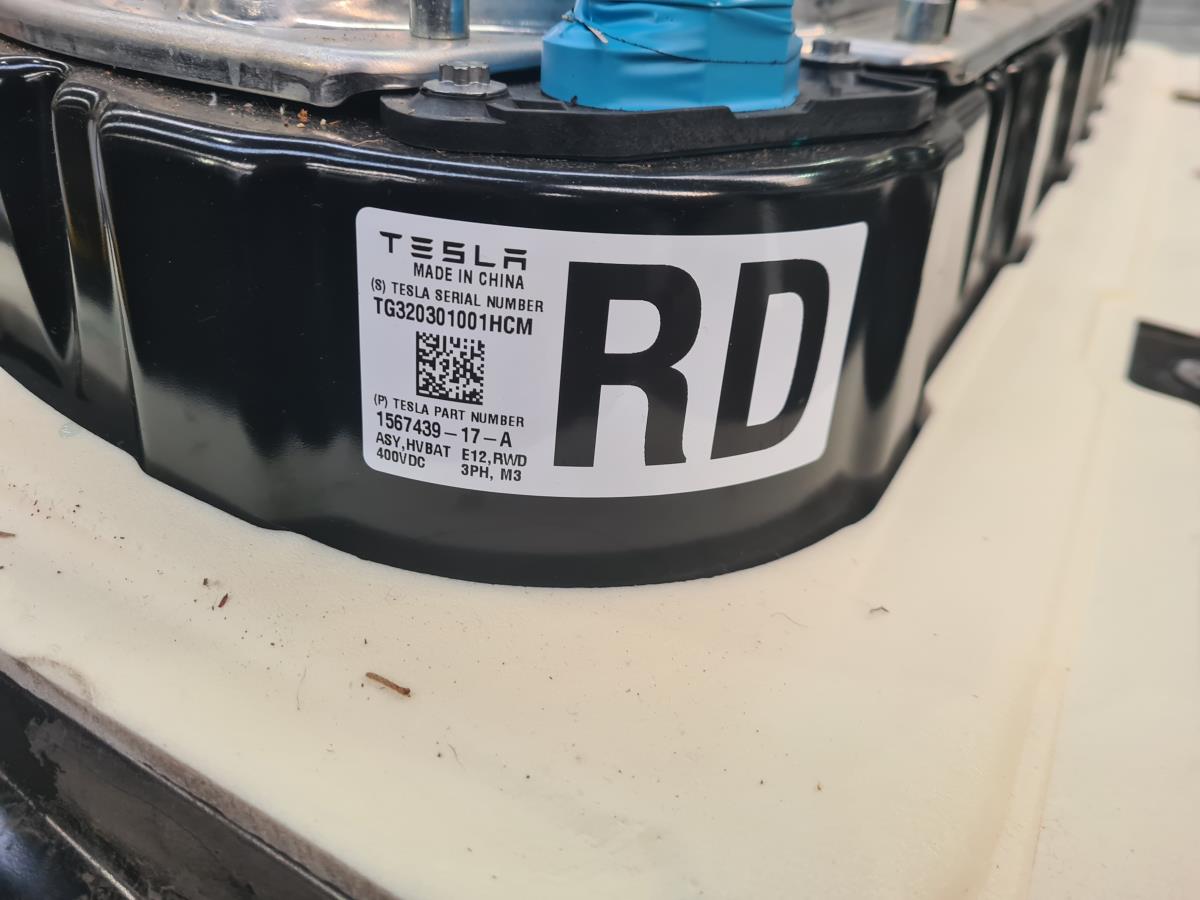 TESLA
MADE IN CHINA
(S) TESLA SERIAL NUMBER
TG320301001HCM
(P) TESLA PART NUMBER
1567439-17-A
ASY,HVBAT E12,RWD
400VDC 3PH, M3
RD